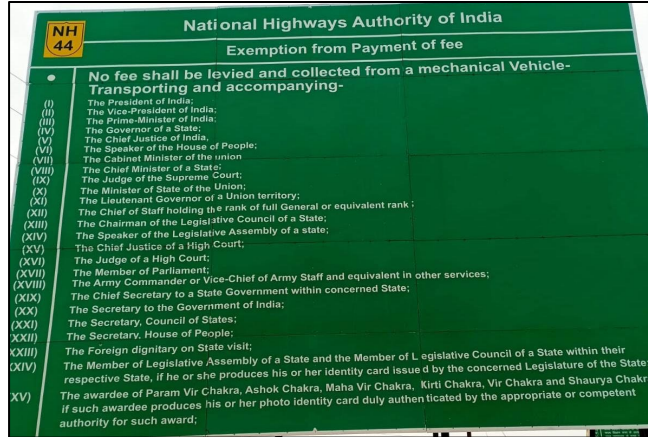 NH
44
National Highways Authority of India
Exemption from Payment of fee
• No fee shall be levied and collected from a mechanical Vehicle-
Transporting and accompanying-
(I) The President of India;
(II) The Vice-President of India;
(III) The Prime-Minister of India;
(IV) The Governor of a State;
(V) The Chief Justice of India,
(VI) The Speaker of the House of People;
(VII) The Cabinet Minister of the union
(VIII) The Chief Minister of a State;
(IX) The Judge of the Supreme Court;
(X) The Minister of State of the Union;
(XI) The Lieutenant Governor of a Union territory;
(XII) The Chief of Staff holding the rank of full General or equivalent rank ;
(XIII) The Chairman of the Legislative Council of a State;
(XIV) The Speaker of the Legislative Assembly of a state;
(XV) The Chief Justice of a High Court;
(XVI) The Judge of a High Court;
(XVII) The Member of Parliament;
(XVIII) The Army Commander or Vice-Chief of Army Staff and equivalent in other services;
(XIX) The Chief Secretary to a State Government within concerned State;
(XX) The Secretary to the Government of India;
(XXI) The Secretary, Council of States;
(XXII) The Secretary, House of People;
XXIII) The Foreign dignitary on State visit;
XIV) The Member of Legislative Assembly of a State and the Member of Legislative Council of a State within their
respective State, if he or she produces his or her identity card issued by the concerned Legislature of the State
XV) The awardee of Param Vir Chakra, Ashok Chakra, Maha Vir Chakra, Kirti Chakra, Vir Chakra and Shaurya Chakr
if such awardee produces his or her photo identity card duly authenticated by the appropriate or competent
authority for such award;